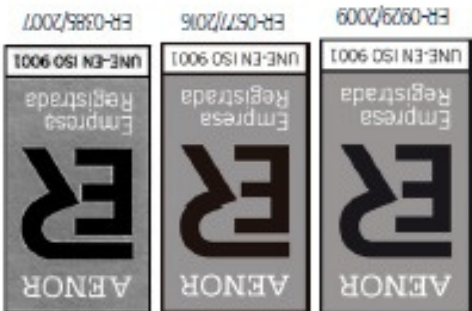 AENOR
ER
Empresa
Registrada
UNE-EN ISO 9001
ER-0929/2009
AENOR
ER
Empresa
Registrada
UNE-EN ISO 9001
ER-0577/2016
AENOR
ER
Empresa
Registrada
UNE-EN ISO 9001
ER-0385/2007